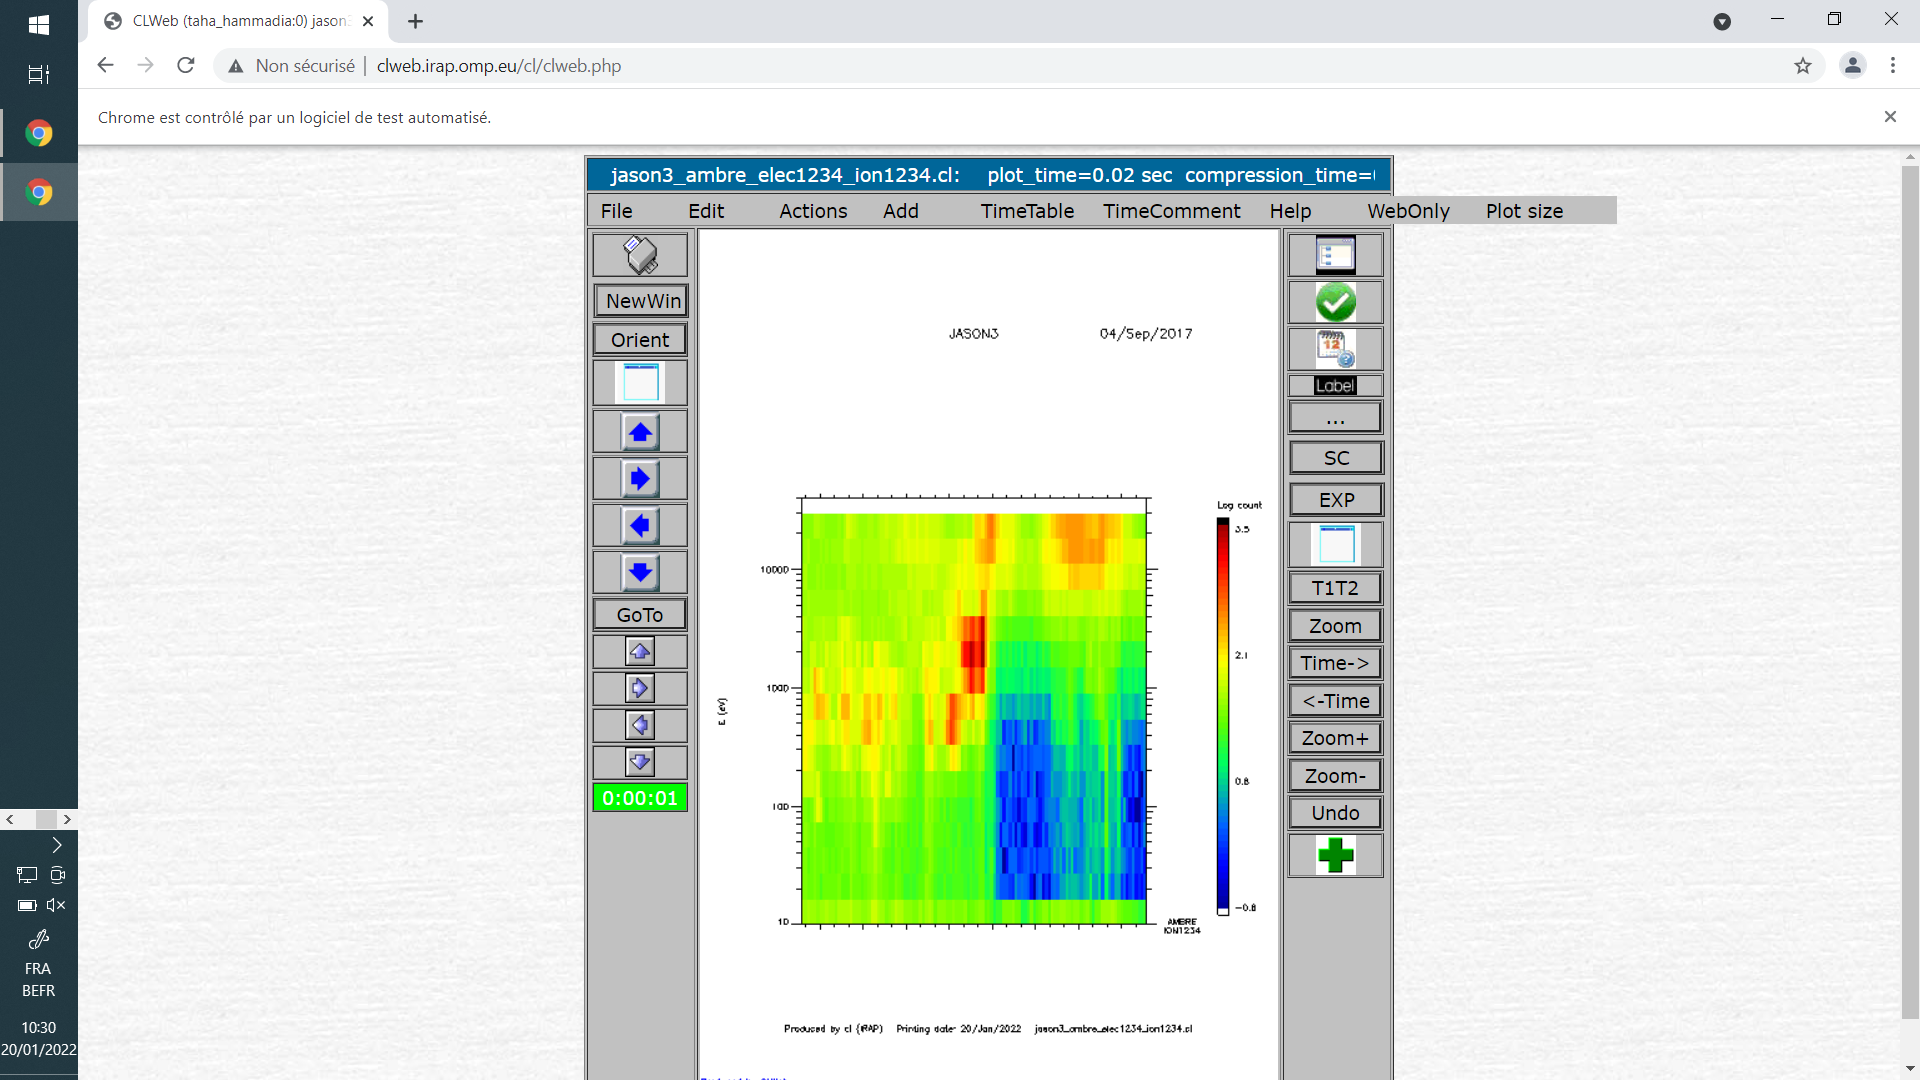 CLWeb (taha_hammadia:0) jason3
Non sécurisé | clweb.irap.omp.eu/cl/clweb.php
Chrome est contrôlé par un logiciel de test automatisé.
jason3_ambre_elec1234_ion1234.cl: plot_time=0.02 sec compression_time=
File Edit Actions Add TimeTable TimeComment Help WebOnly Plot size
NewWin
Orient
GoTo
0:00:01
JASON3 04/Sep/2017
Log count
3.5
2.1
0.8
-0.8
10000
1000
100
10
E (eV)
AMBRE
ION1234
Produced by cl (IRAP) Printing date: 20/Jan/2022 jason3_ambre_elec1234_ion1234.cl
12
Label
...
SC
EXP
T1T2
Zoom
Time->
<-Time
Zoom+
Zoom-
Undo
FRA
BEFR
10:30
20/01/2022